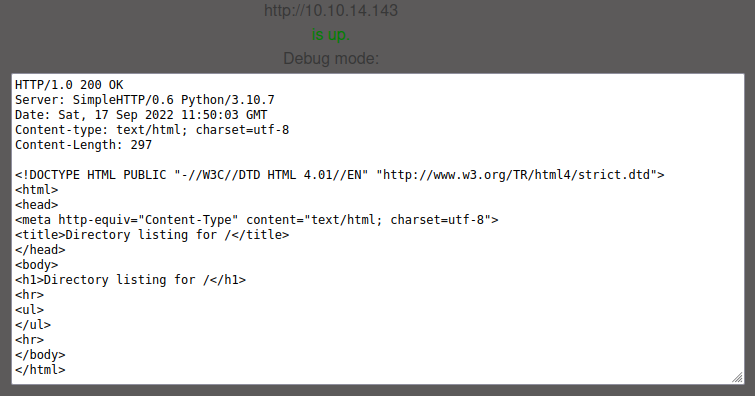 http://10.10.14.143
is up.
Debug mode:
HTTP/1.0 200 OK
Server: SimpleHTTP/0.6 Python/3.10.7
Date: Sat, 17 Sep 2022 11:50:03 GMT
Content-type: text/html; charset=utf-8
Content-Length: 297

<!DOCTYPE HTML PUBLIC "-//W3C//DTD HTML 4.01//EN" "http://www.w3.org/TR/html4/strict.dtd">
<html>
<head>
<meta http-equiv="Content-Type" content="text/html; charset=utf-8">
<title>Directory listing for /</title>
</head>
<body>
<h1>Directory listing for /</h1>
<hr>
<ul>
</ul>
<hr>
</body>
</html>